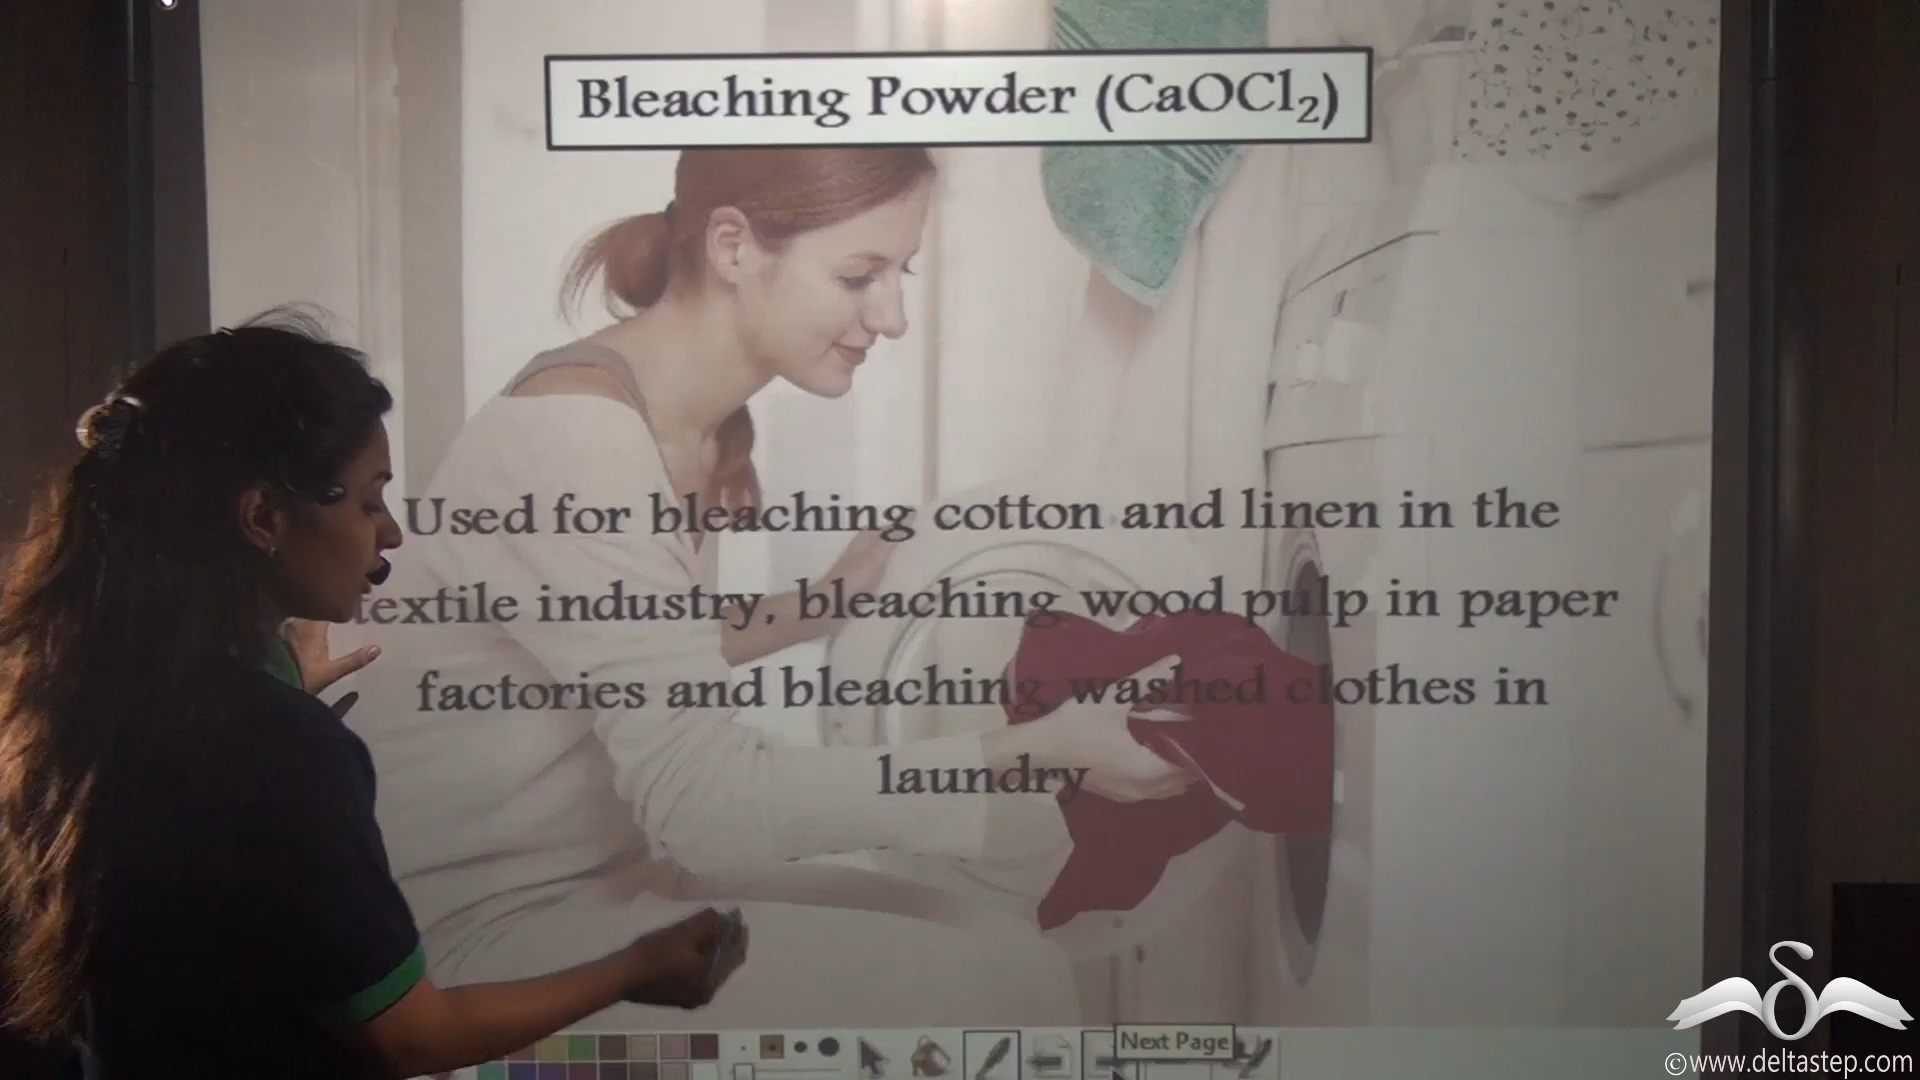 Bleaching Powder (CaOCl₂)
Used for bleaching cotton and linen in the
textile industry, bleaching wood pulp in paper
factories and bleaching washed clothes in
laundry
Next Page
©www.deltastep.com